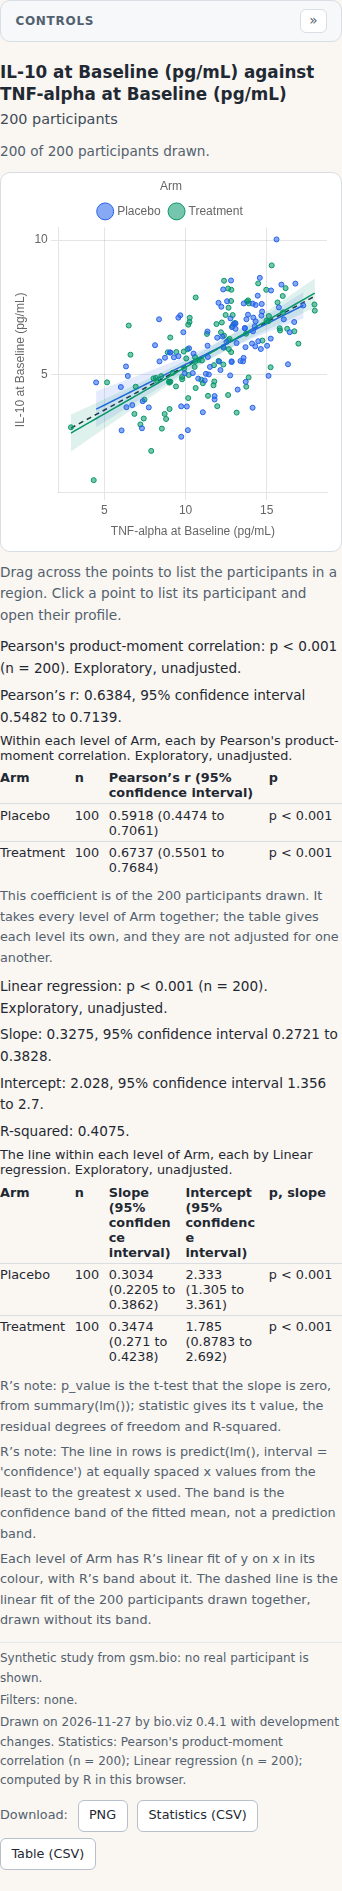 CONTROLS »
IL-10 at Baseline (pg/mL) against
TNF-alpha at Baseline (pg/mL)
200 participants
200 of 200 participants drawn.
Arm
Placebo Treatment
10
5
IL-10 at Baseline (pg/mL)
5 10 15
TNF-alpha at Baseline (pg/mL)
Drag across the points to list the participants in a
region. Click a point to list its participant and
open their profile.
Pearson's product-moment correlation: p < 0.001
(n = 200). Exploratory, unadjusted.
Pearson’s r: 0.6384, 95% confidence interval
0.5482 to 0.7139.
Within each level of Arm, each by Pearson's product-
moment correlation. Exploratory, unadjusted.
Arm n Pearson’s r (95% p
confidence interval)
Placebo 100 0.5918 (0.4474 to p < 0.001
0.7061)
Treatment 100 0.6737 (0.5501 to p < 0.001
0.7684)
This coefficient is of the 200 participants drawn. It
takes every level of Arm together; the table gives
each level its own, and they are not adjusted for one
another.
Linear regression: p < 0.001 (n = 200).
Exploratory, unadjusted.
Slope: 0.3275, 95% confidence interval 0.2721 to
0.3828.
Intercept: 2.028, 95% confidence interval 1.356
to 2.7.
R-squared: 0.4075.
The line within each level of Arm, each by Linear
regression. Exploratory, unadjusted.
Arm n Slope Intercept p, slope
(95% (95%
confiden confidenc
ce e
interval) interval)
Placebo 100 0.3034 2.333 p < 0.001
(0.2205 to (1.305 to
0.3862) 3.361)
Treatment 100 0.3474 1.785 p < 0.001
(0.271 to (0.8783 to
0.4238) 2.692)
R’s note: p_value is the t-test that the slope is zero,
from summary(lm()); statistic gives its t value, the
residual degrees of freedom and R-squared.
R’s note: The line in rows is predict(lm(), interval =
'confidence') at equally spaced x values from the
least to the greatest x used. The band is the
confidence band of the fitted mean, not a prediction
band.
Each level of Arm has R’s linear fit of y on x in its
colour, with R’s band about it. The dashed line is the
linear fit of the 200 participants drawn together,
drawn without its band.
Synthetic study from gsm.bio: no real participant is
shown.
Filters: none.
Drawn on 2026-11-27 by bio.viz 0.4.1 with development
changes. Statistics: Pearson's product-moment
correlation (n = 200); Linear regression (n = 200);
computed by R in this browser.
Download: PNG Statistics (CSV)
Table (CSV)